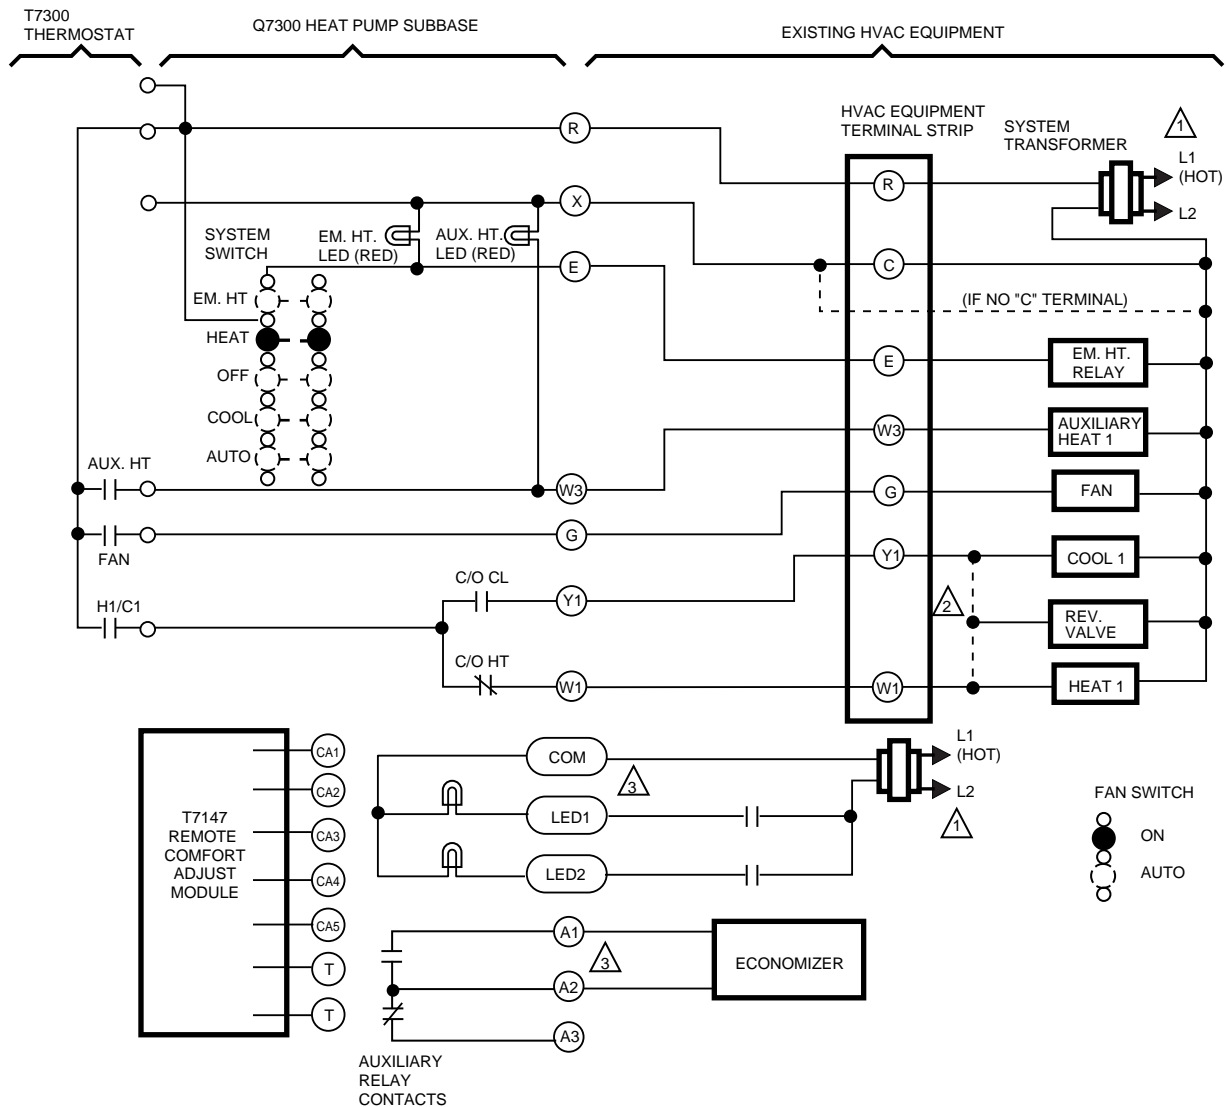 T7300
THERMOSTAT
Q7300 HEAT PUMP SUBBASE
EXISTING HVAC EQUIPMENT
HVAC EQUIPMENT
TERMINAL STRIP
SYSTEM
TRANSFORMER
1
L1
(HOT)
L2
R
R
X
SYSTEM
SWITCH
EM. HT.
LED (RED)
AUX. HT.
LED (RED)
E
C
EM. HT
(IF NO "C" TERMINAL)
HEAT
OFF
COOL
AUTO
E
EM. HT.
RELAY
W3
AUXILIARY
HEAT 1
AUX. HT
W3
G
FAN
FAN
G
Y1
COOL 1
H1/C1
C/O CL
Y1
2
REV.
VALVE
C/O HT
W1
W1
HEAT 1
T7147
REMOTE
COMFORT
ADJUST
MODULE
CA1
CA2
CA3
CA4
CA5
T
T
COM
3
LED1
LED2
L1
(HOT)
L2
1
FAN SWITCH
ON
AUTO
A1
3
A2
A3
ECONOMIZER
AUXILIARY
RELAY
CONTACTS